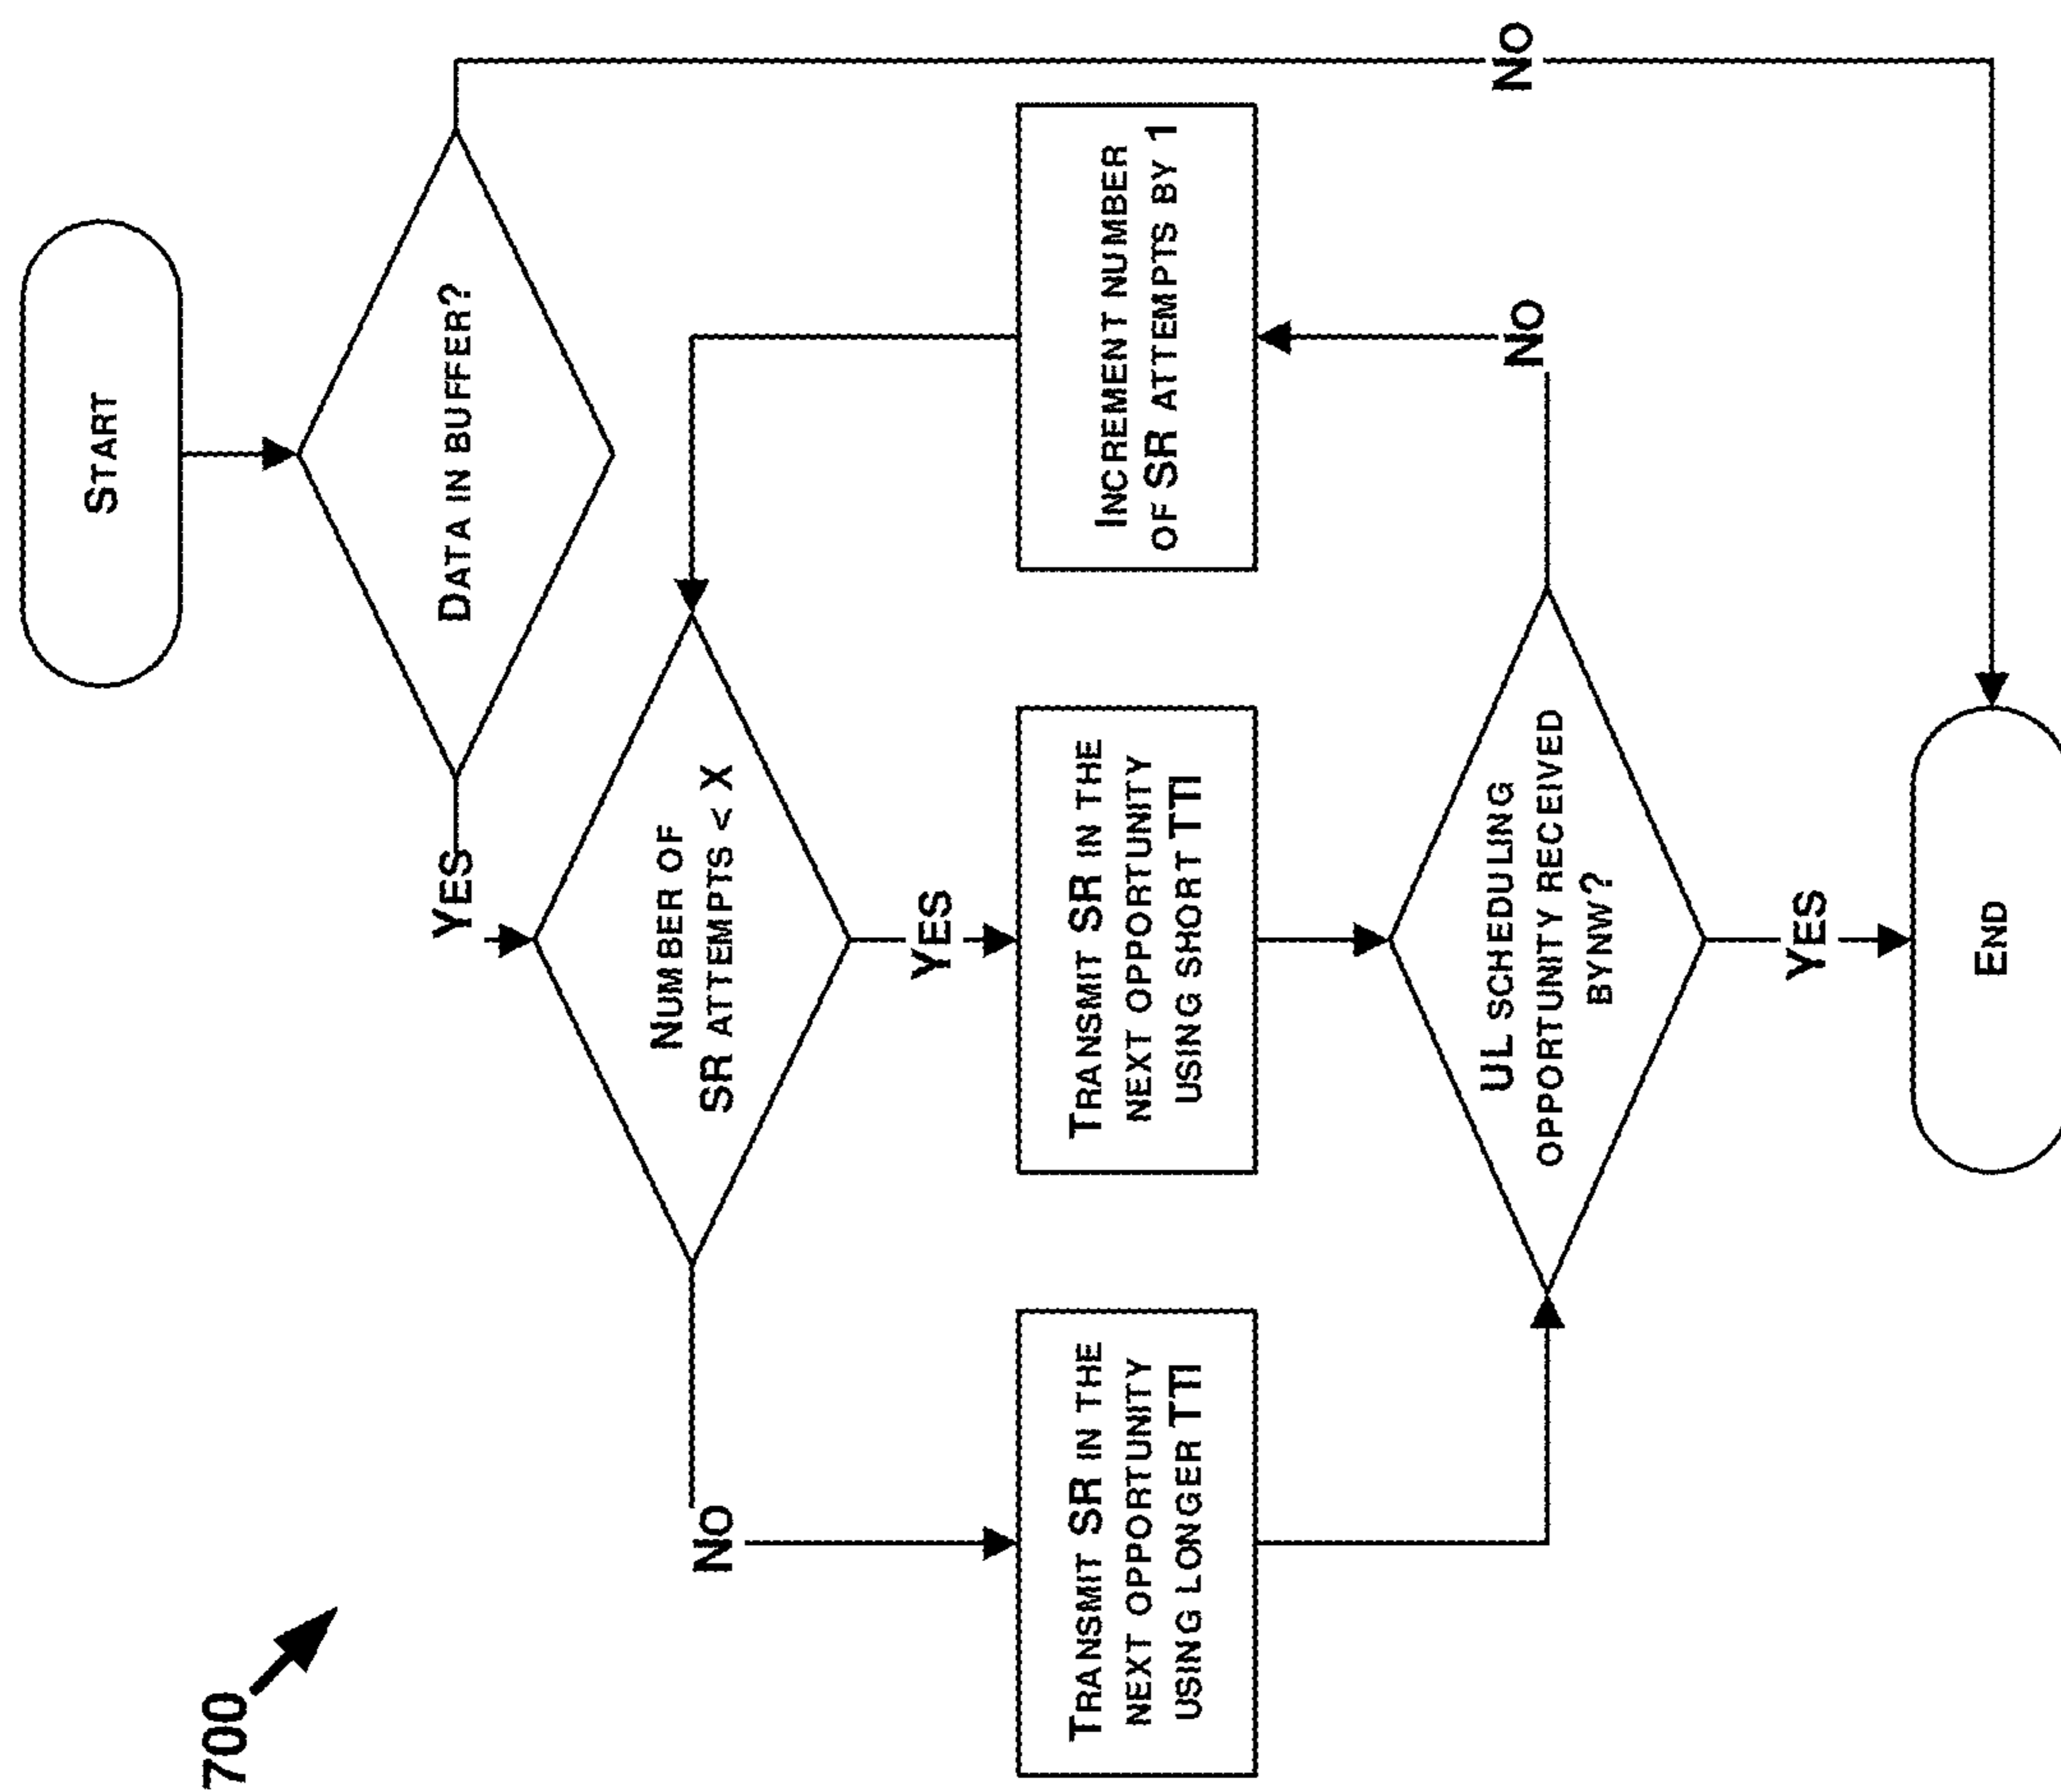 700
START
DATA IN BUFFER?
YES
NO
NUMBER OF
SR ATTEMPTS < X
NO
YES
TRANSMIT SR IN THE
NEXT OPPORTUNITY
USING LONGER TTI
TRANSMIT SR IN THE
NEXT OPPORTUNITY
USING SHORT TTI
INCREMENT NUMBER
OF SR ATTEMPTS BY 1
UL SCHEDULING
OPPORTUNITY RECEIVED
BYNW?
NO
YES
END